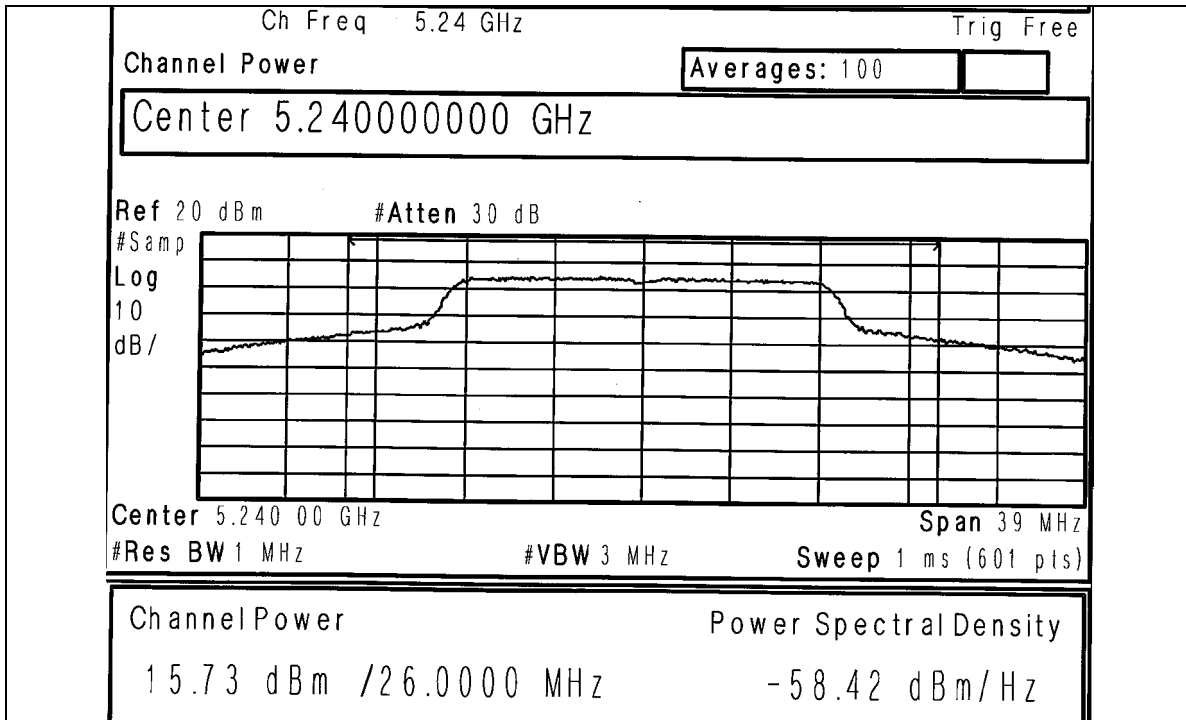 Ch Freq 5.24 GHz Trig Free
Channel Power Averages: 100
Center 5.240000000 GHz
Ref 20 dBm #Atten 30 dB
#Samp
Log
10
dB/
Center 5.240 00 GHz Span 39 MHz
#Res BW 1 MHz #VBW 3 MHz Sweep 1 ms (601 pts)
Channel Power Power Spectral Density
15.73 dBm /26.0000 MHz -58.42 dBm/Hz